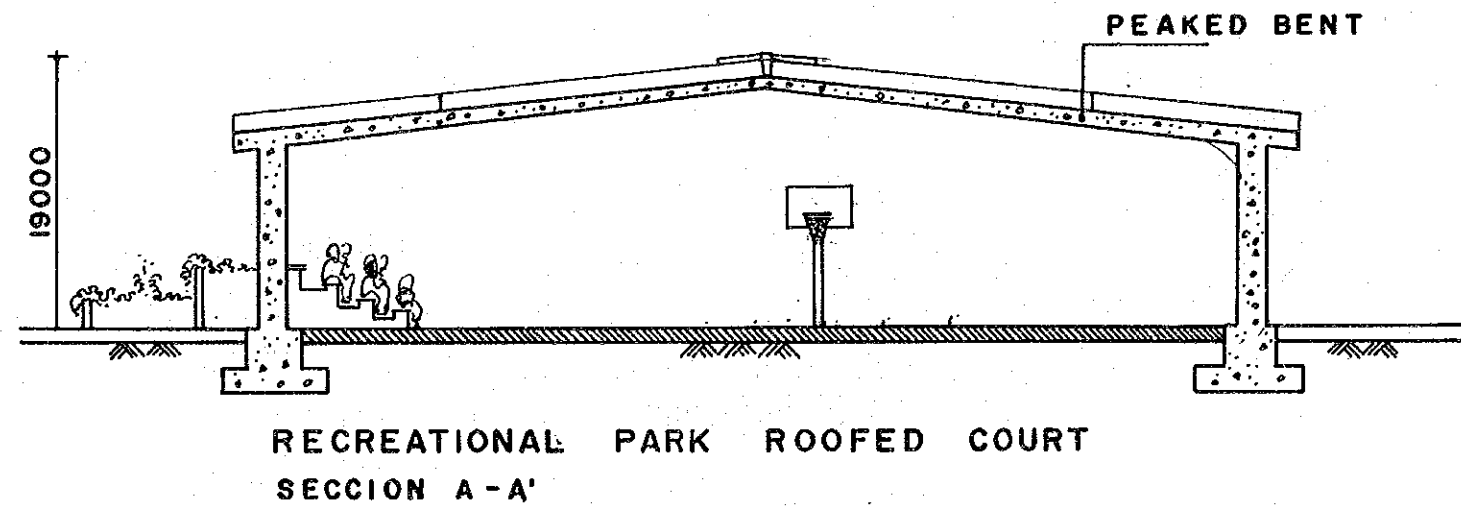 PEAKED BENT
19000
RECREATIONAL PARK ROOFED COURT
SECCION A-A'